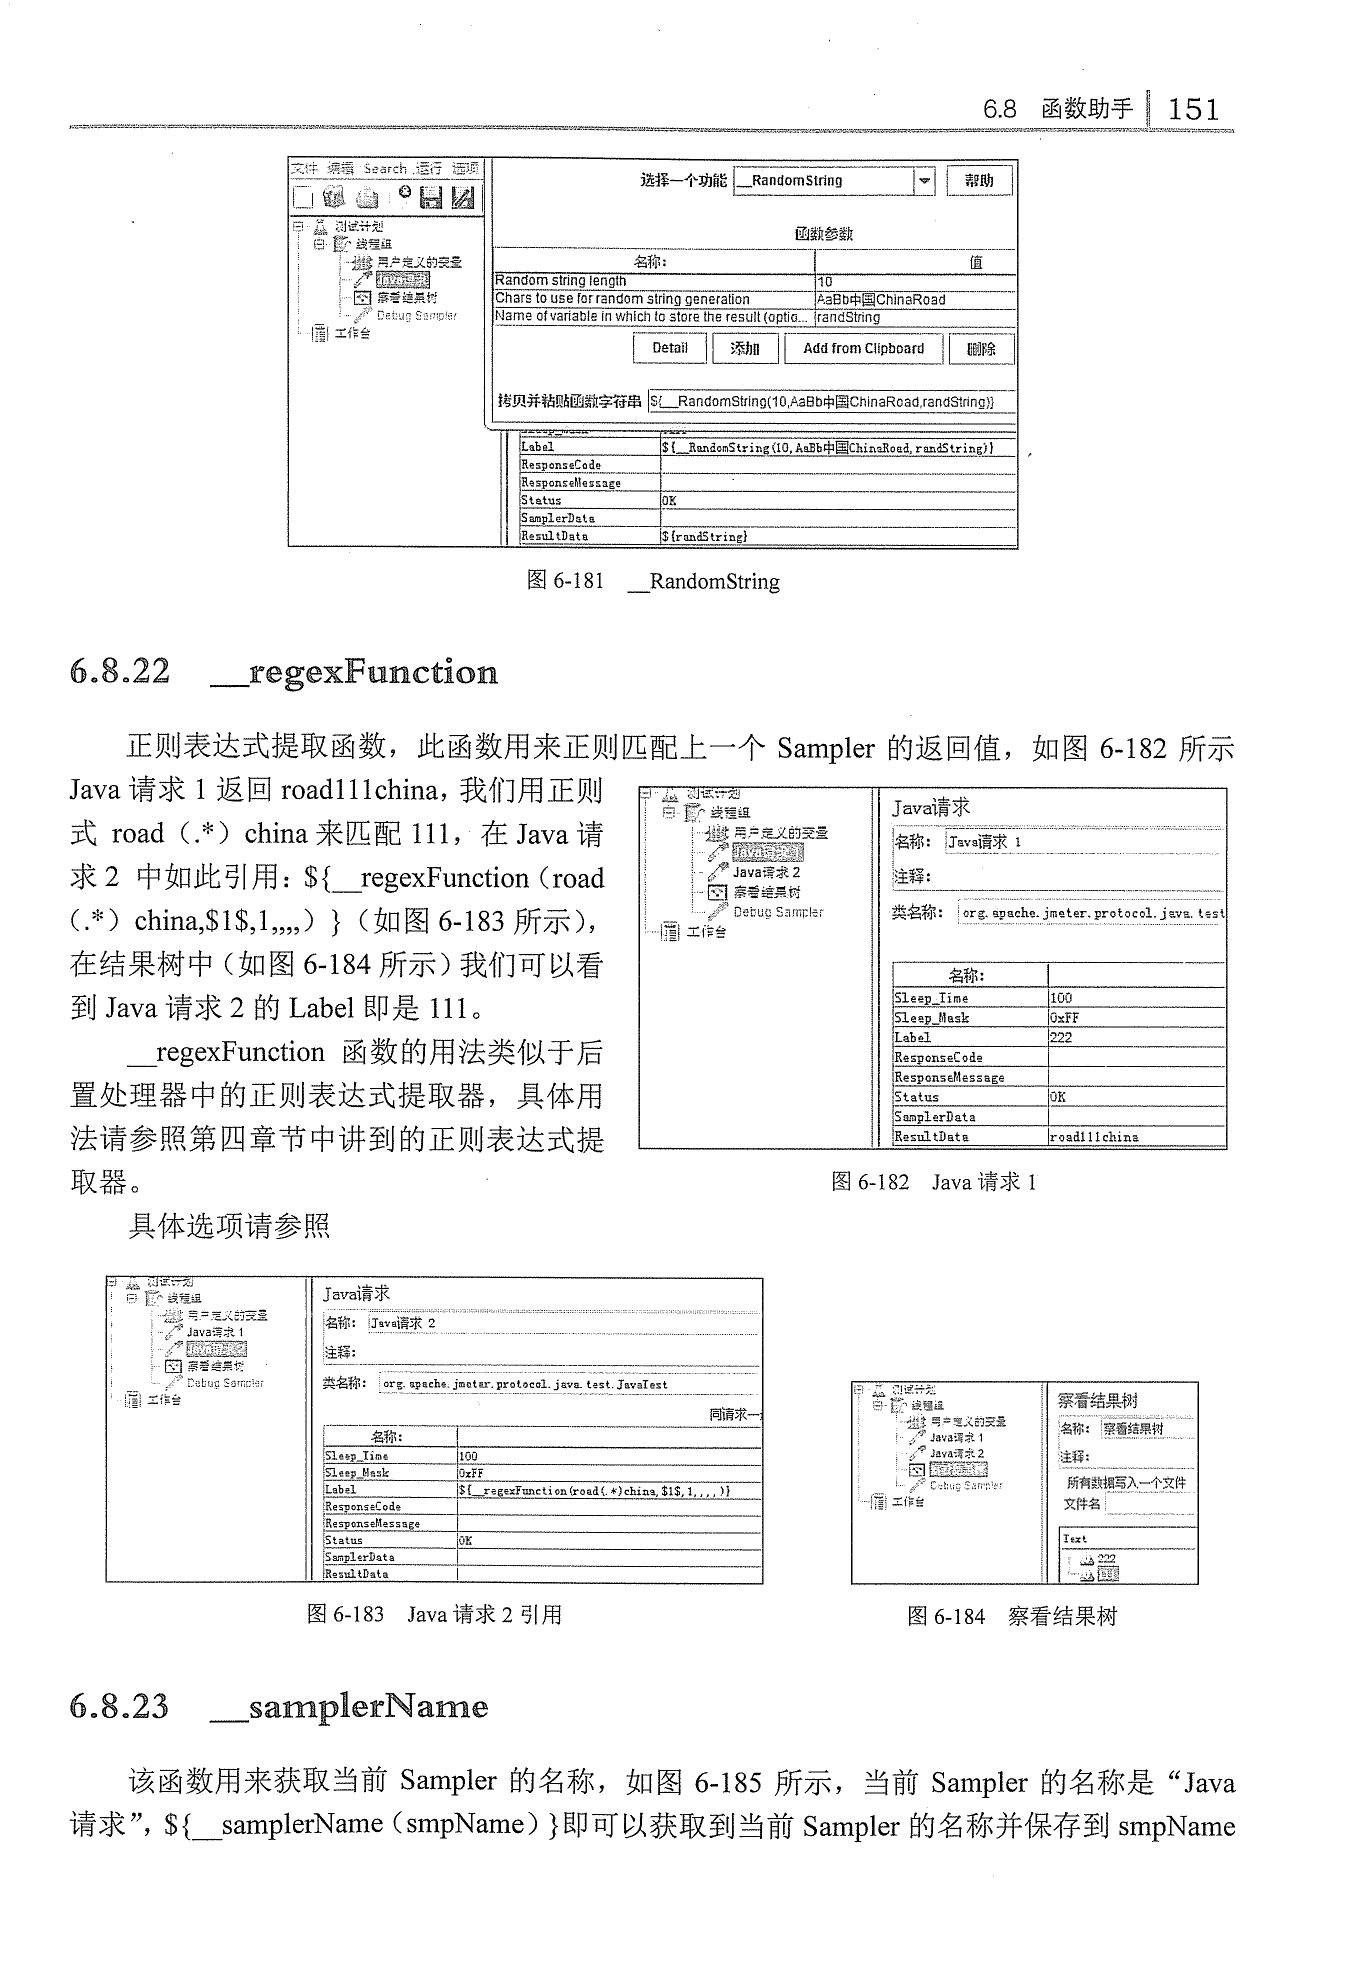 6.8 函数助手 151
文件 编辑 Search 运行 选项
选择一个功能 __RandomString 帮助
测试计划
线程组
用户定义的变量
Java请求
察看结果树
Debug Sampler
工作台
函数参数
名称: 值
Random string length 10
Chars to use for random string generation AaBb中国ChinaRoad
Name of variable in which to store the result (optio... randString
Detail 添加 Add from Clipboard 删除
拷贝并粘贴函数字符串 ${__RandomString(10,AaBb中国ChinaRoad,randString)}
Label ${__RandomString(10,AaBb中国ChinaRoad,randString)}
ResponseCode
ResponseMessage
Status OK
SamplerData
ResultData ${randString}
图 6-181 __RandomString
6.8.22 __regexFunction
正则表达式提取函数，此函数用来正则匹配上一个 Sampler 的返回值，如图 6-182 所示
Java 请求 1 返回 road111china，我们用正则
式 road（.*）china 来匹配 111，在 Java 请
求 2 中如此引用：${__regexFunction（road
（.*）china,$1$,1,,,,）}（如图 6-183 所示），
在结果树中（如图 6-184 所示）我们可以看
到 Java 请求 2 的 Label 即是 111。
__regexFunction 函数的用法类似于后
置处理器中的正则表达式提取器，具体用
法请参照第四章节中讲到的正则表达式提
取器。
具体选项请参照
测试计划
线程组
用户定义的变量
Java请求 2
察看结果树
Debug Sampler
工作台
Java请求
名称: Java请求 1
注释:
类名称: org.apache.jmeter.protocol.java.test
名称:
Sleep_Time 100
Sleep_Mask 0xFF
Label 222
ResponseCode
ResponseMessage
Status OK
SamplerData
ResultData road111china
图 6-182 Java 请求 1
测试计划
线程组
用户定义的变量
Java请求 1
Java请求 2
察看结果树
Debug Sampler
工作台
Java请求
名称: Java请求 2
注释:
类名称: org.apache.jmeter.protocol.java.test.JavaTest
同请求一
名称:
Sleep_Time 100
Sleep_Mask 0xFF
Label ${__regexFunction(road(.*)china,$1$,1,,,,)}
ResponseCode
ResponseMessage
Status OK
SamplerData
ResultData
图 6-183 Java 请求 2 引用
测试计划
线程组
用户定义的变量
Java请求 1
Java请求 2
Debug Sampler
工作台
察看结果树
名称: 察看结果树
注释:
所有数据写入一个文件
文件名
Text
222
111
图 6-184 察看结果树
6.8.23 __samplerName
该函数用来获取当前 Sampler 的名称，如图 6-185 所示，当前 Sampler 的名称是“Java
请求”，${__samplerName（smpName）}即可以获取到当前 Sampler 的名称并保存到 smpName